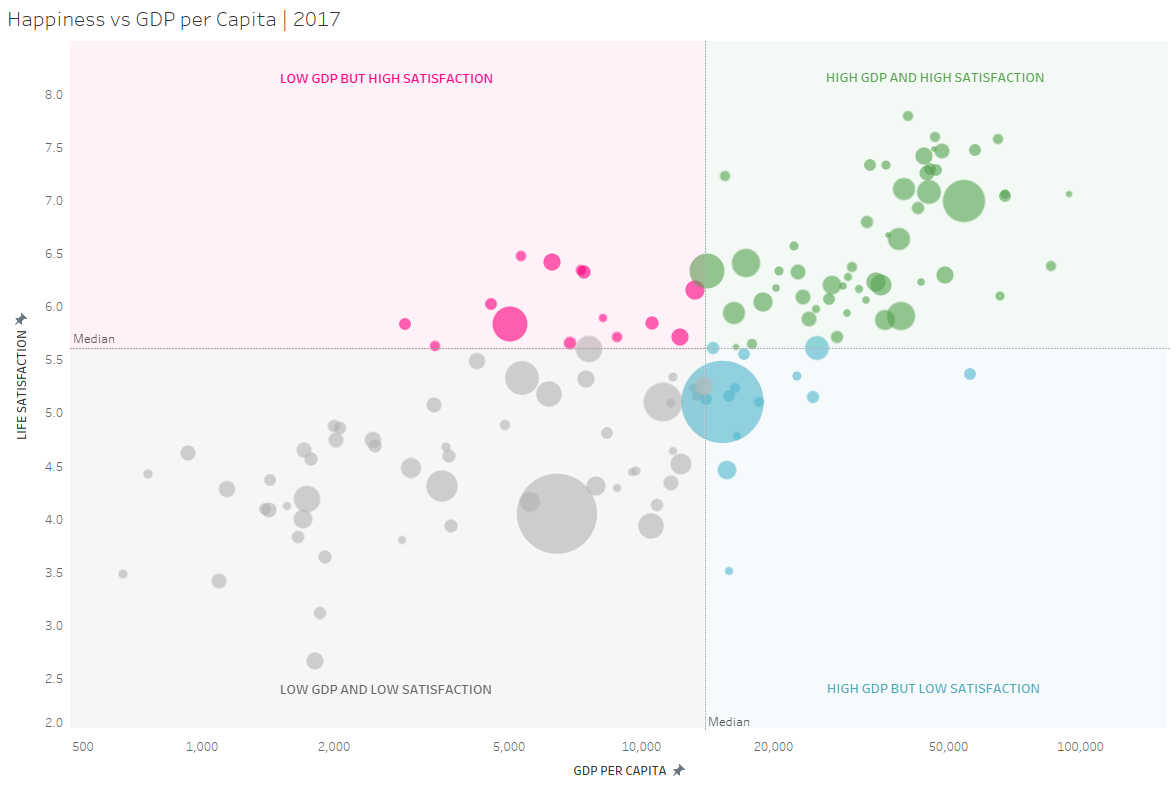 Happiness vs GDP per Capita | 2017
LOW GDP BUT HIGH SATISFACTION
HIGH GDP AND HIGH SATISFACTION
8.0
7.5
7.0
6.5
6.0
Median
5.5
5.0
4.5
4.0
3.5
3.0
2.5
2.0
LIFE SATISFACTION
LOW GDP AND LOW SATISFACTION
HIGH GDP BUT LOW SATISFACTION
Median
500
1,000
2,000
5,000
10,000
20,000
50,000
100,000
GDP PER CAPITA